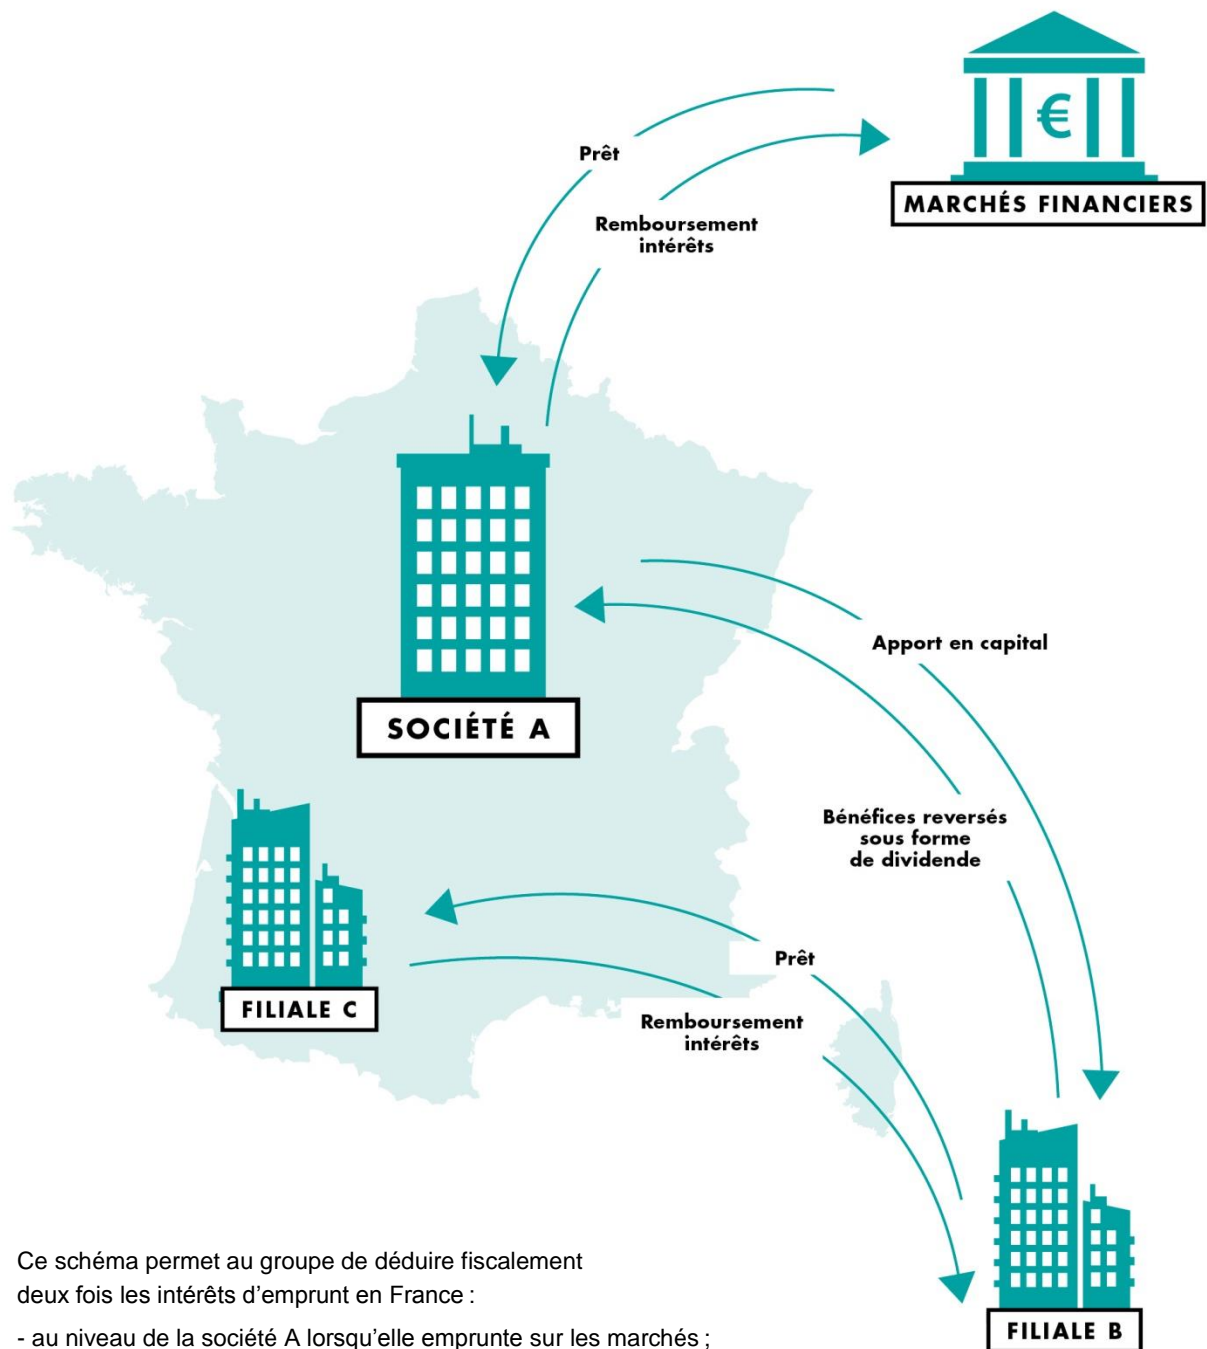 €
MARCHÉS FINANCIERS
Prêt
Remboursement
intérêts
SOCIÉTÉ A
Apport en capital
Bénéfices reversés
sous forme
de dividende
FILIALE C
Prêt
Remboursement
intérêts
FILIALE B
Ce schéma permet au groupe de déduire fiscalement
deux fois les intérêts d’emprunt en France :
- au niveau de la société A lorsqu’elle emprunte sur les marchés ;